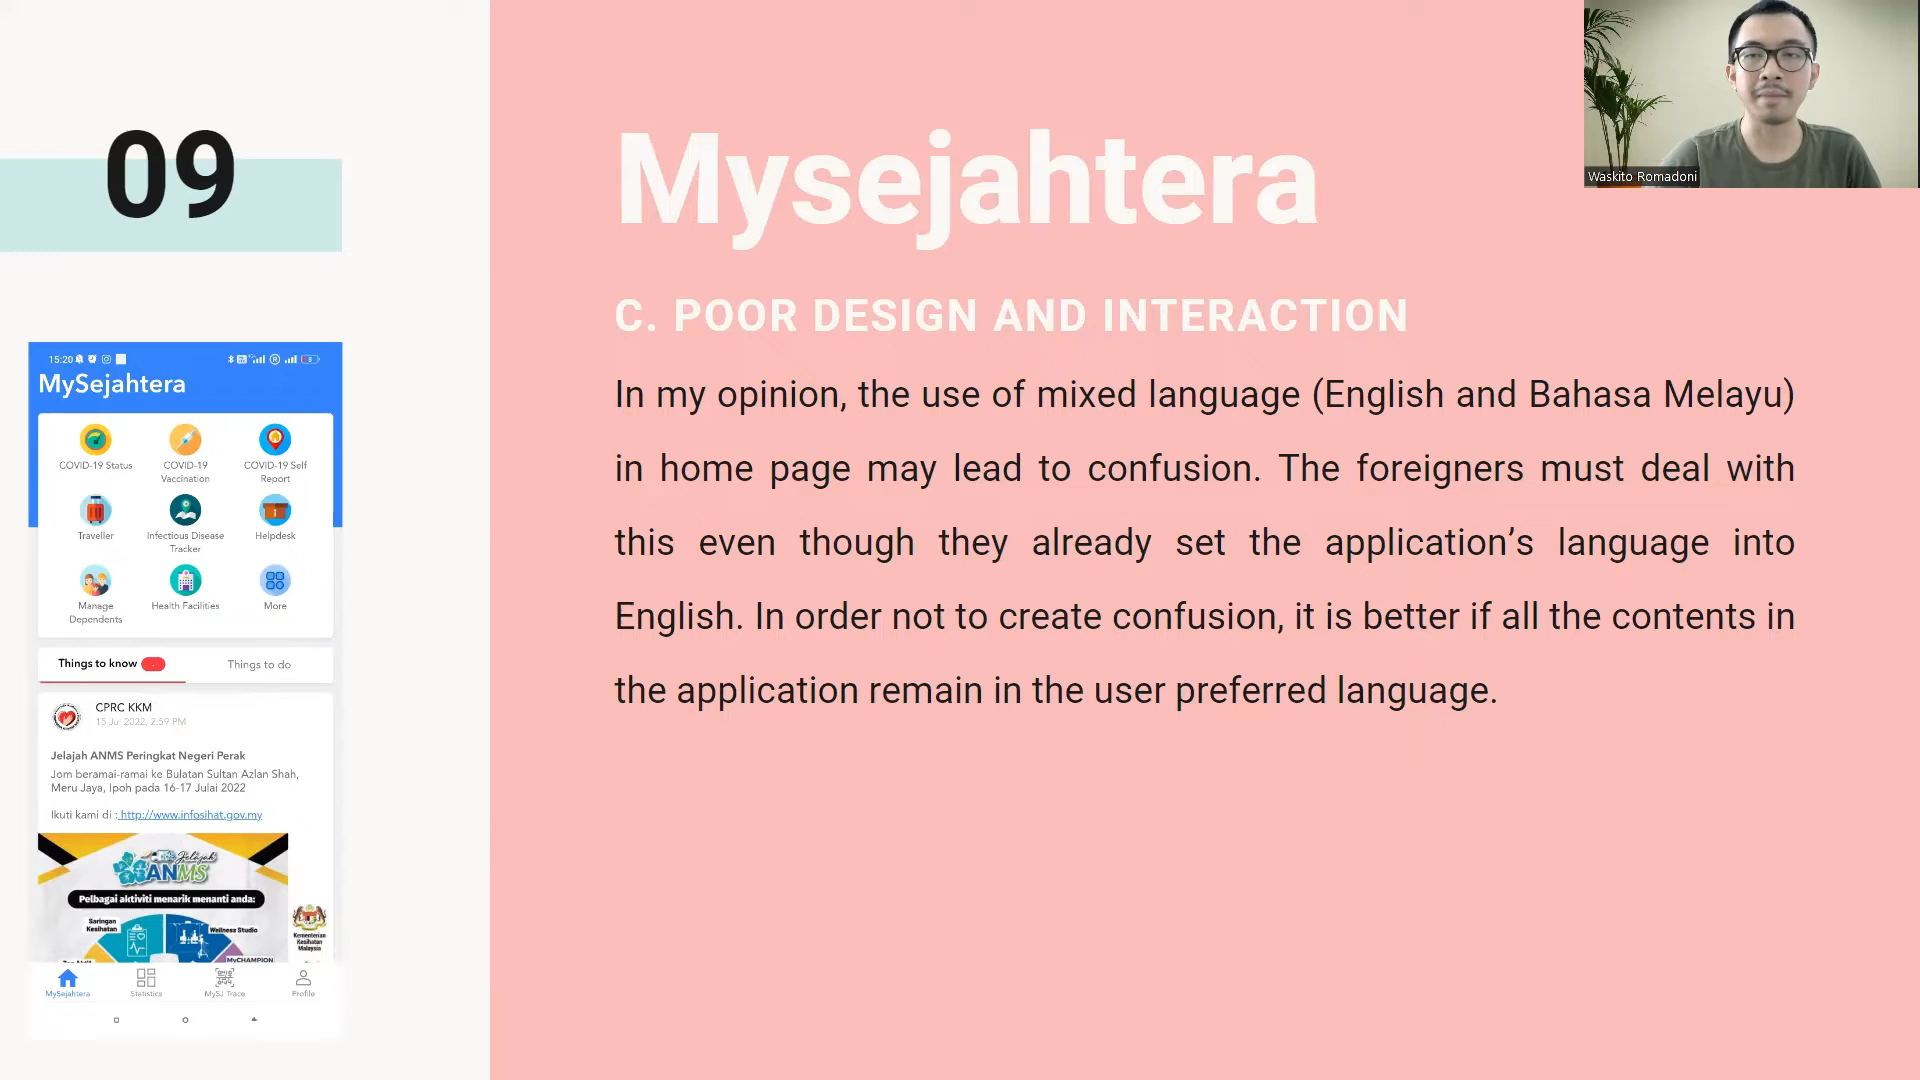 09
Mysejahtera
C. POOR DESIGN AND INTERACTION
In my opinion, the use of mixed language (English and Bahasa Melayu)
in home page may lead to confusion. The foreigners must deal with
this even though they already set the application’s language into
English. In order not to create confusion, it is better if all the contents in
the application remain in the user preferred language.
Waskito Romadoni
15:20
MySejahtera
COVID-19 Status
COVID-19
Vaccination
COVID-19 Self
Report
Traveller
Infectious Disease
Tracker
Helpdesk
Manage
Dependents
Health Facilities
More
Things to know
Things to do
CPRC KKM
15 Jul 2022, 2:59 PM
Jelajah ANMS Peringkat Negeri Perak
Jom beramai-ramai ke Bulatan Sultan Azlan Shah,
Meru Jaya, Ipoh pada 16-17 Julai 2022
Ikuti kami di : http://www.infosihat.gov.my
Jelajah
ANMS
Pelbagai aktiviti menarik menanti anda:
Saringan
Kesihatan
Wellness Studio
MyCHAMPION
Kementerian
Kesihatan
Malaysia
MySejahtera
Statistics
MySJ Trace
Profile